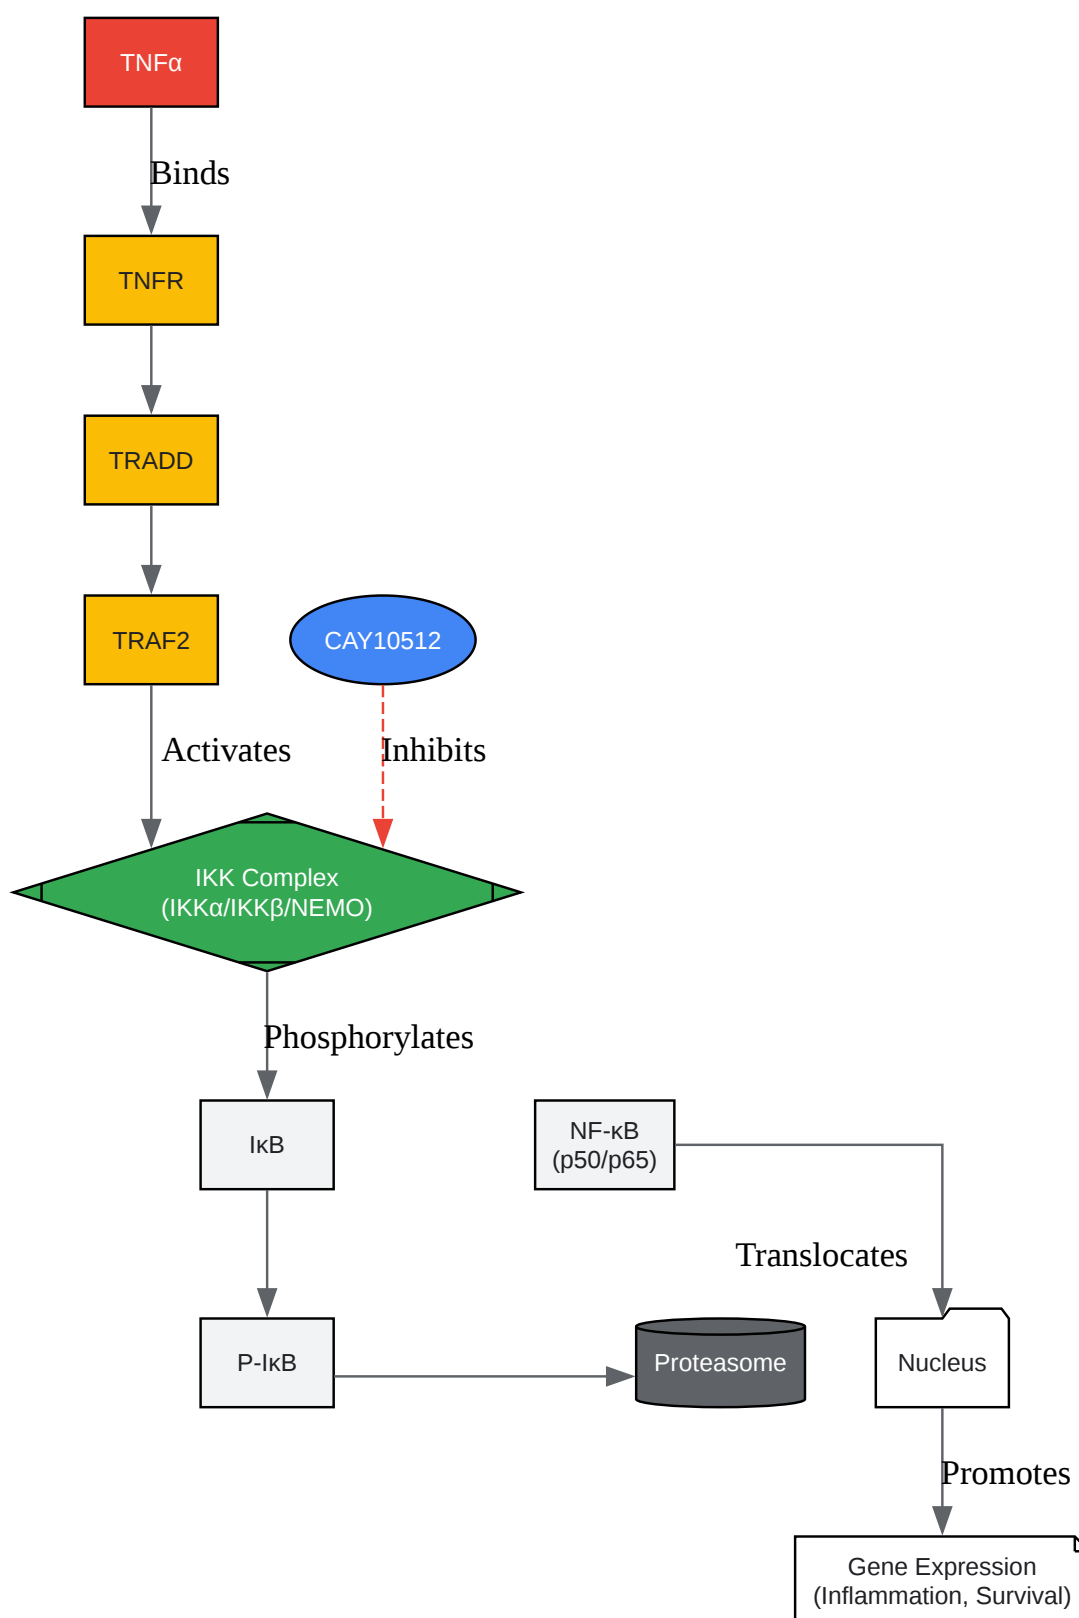 TNFα
Binds
TNFR
TRADD
TRAF2
CAY10512
Activates
Inhibits
IKK Complex
(IKKα/IKKβ/NEMO)
Phosphorylates
IκB
NF-κB
(p50/p65)
Translocates
P-IκB
Proteasome
Nucleus
Promotes
Gene Expression
(Inflammation, Survival)